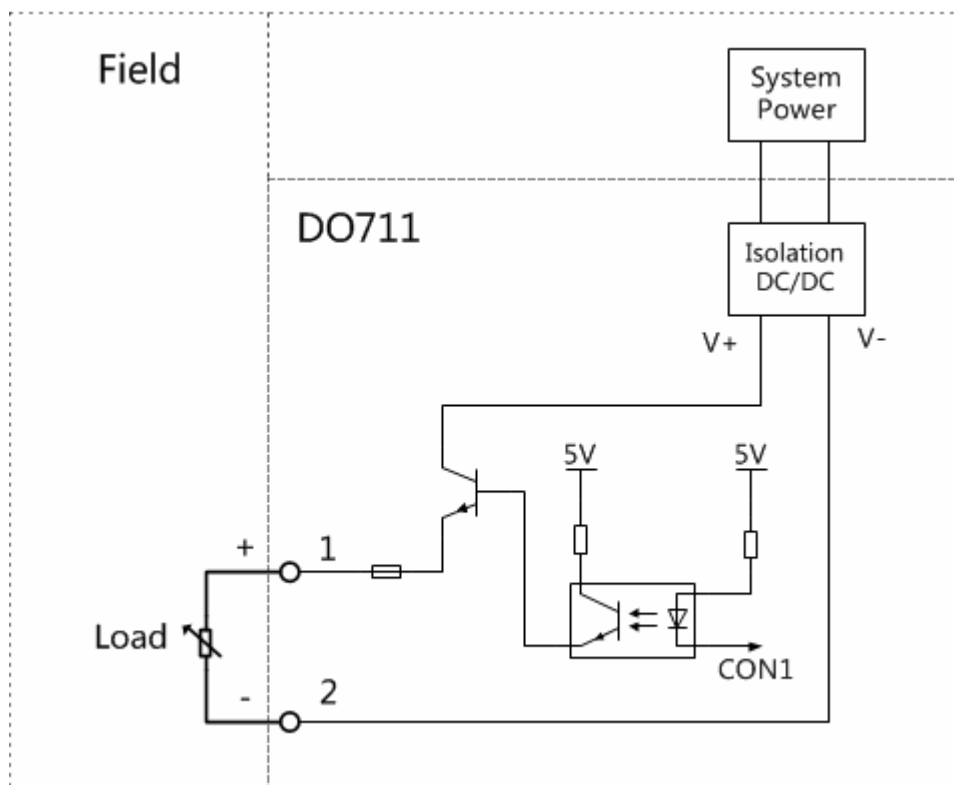 Field
System
Power
DO711
Isolation
DC/DC
V+
V-
5V
5V
+
1
Load
CON1
-
2